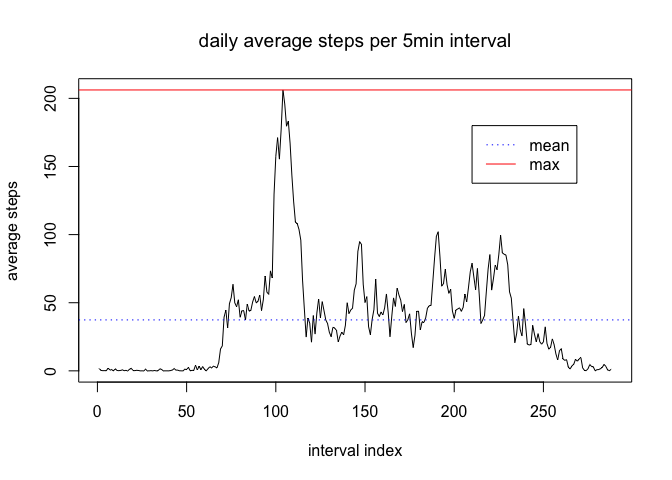 daily average steps per 5min interval
average steps
200
150
100
50
0
mean
max
0 50 100 150 200 250
interval index